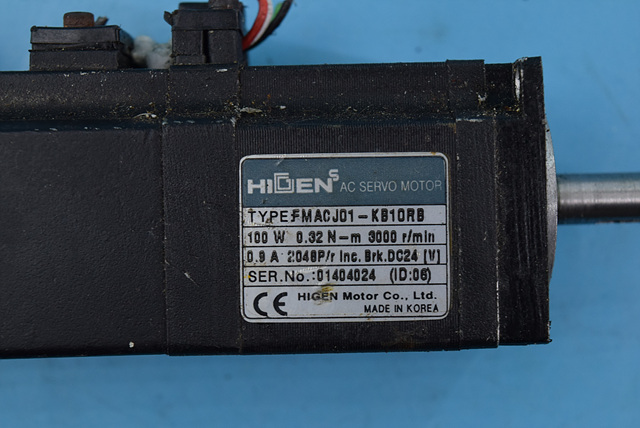 HIGEN S AC SERVO MOTOR
TYPE:FMACJ01-KB10RB
100 W 0.32 N-m 3000 r/min
0.9 A 2048P/r Inc. Brk.DC24 [V]
SER.No.:01404024 (ID:06)
CE HIGEN Motor Co., Ltd.
MADE IN KOREA